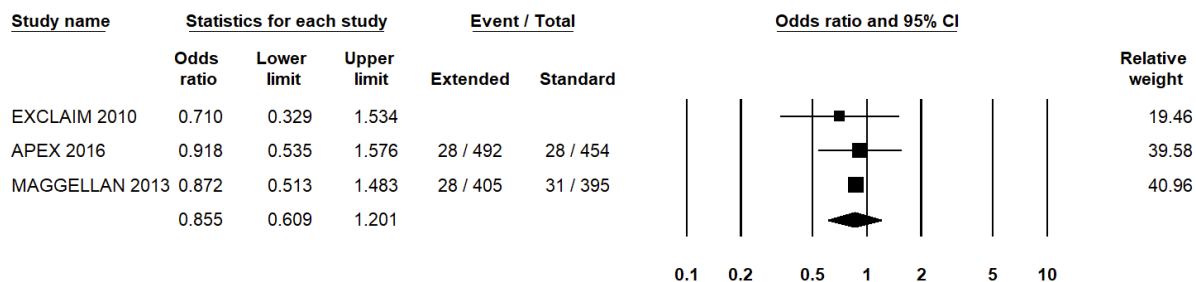 Study name Statistics for each study Event / Total Odds ratio and 95% CI
Odds ratio Lower limit Upper limit Extended Standard Relative weight
EXCLAIM 2010 0.710 0.329 1.534 19.46
APEX 2016 0.918 0.535 1.576 28 / 492 28 / 454 39.58
MAGGELLAN 2013 0.872 0.513 1.483 28 / 405 31 / 395 40.96
0.855 0.609 1.201
0.1 0.2 0.5 1 2 5 10